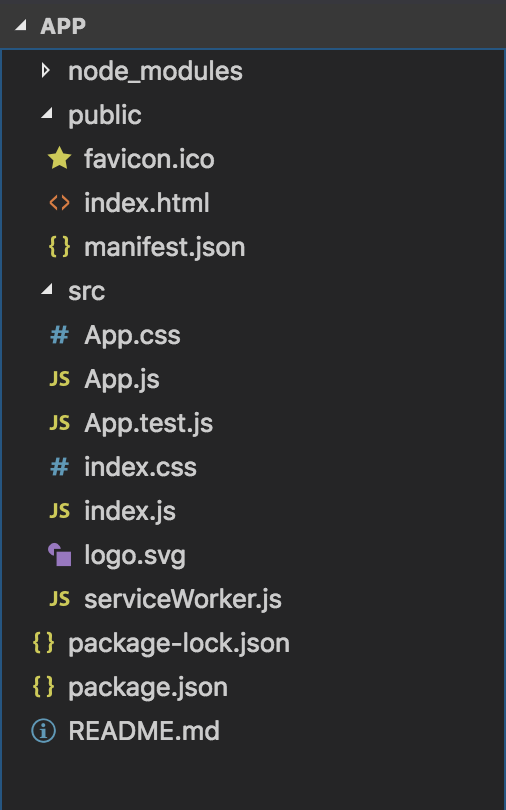 APP
node_modules
public
favicon.ico
<> index.html
{ } manifest.json
src
# App.css
JS App.js
JS App.test.js
# index.css
JS index.js
logo.svg
JS serviceWorker.js
{ } package-lock.json
{ } package.json
i README.md